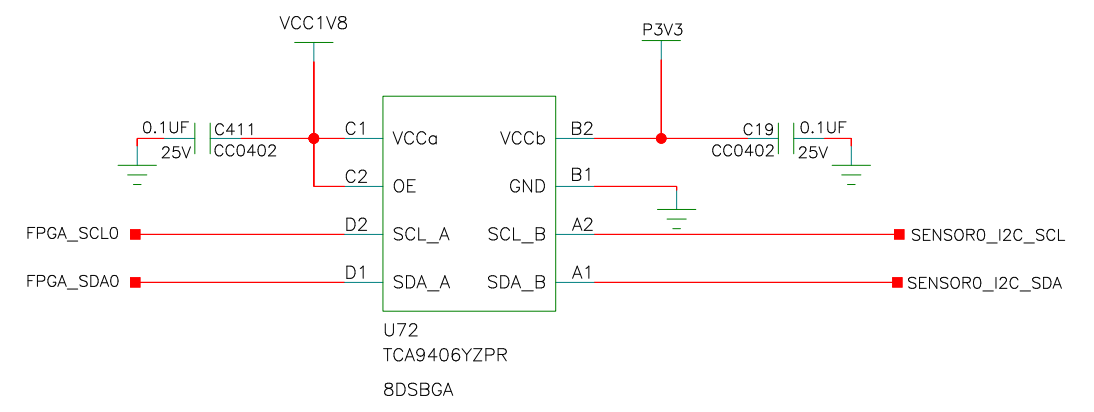 VCC1V8
P3V3
0.1UF
C411
C1
VCCa
VCCb
B2
C19
0.1UF
25V
CC0402
CC0402
25V
C2
OE
GND
B1
FPGA_SCL0
D2
SCL_A
SCL_B
A2
SENSOR0_I2C_SCL
FPGA_SDA0
D1
SDA_A
SDA_B
A1
SENSOR0_I2C_SDA
U72
TCA9406YZPR
8DSBGA